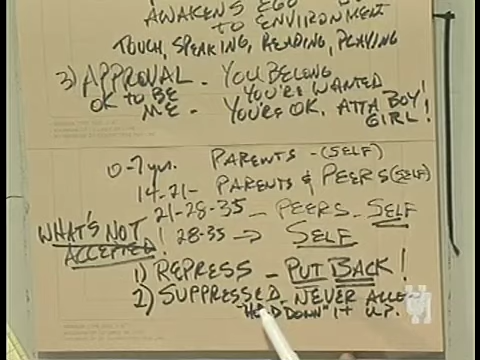 AWAKENS EGO
TO ENVIRONMENT
TOUCH, SPEAKING, READING, PLAYING
3) APPROVAL - YOU BELONG
OK TO BE YOU'RE WANTED
ME - YOU'RE OK, ATTA BOY!
GIRL!
0-7 yrs. PARENTS - (SELF)
14-21- PARENTS & PEERS (SELF)
21-28-35 - PEERS - SELF
WHAT'S NOT
ACCEPTED! 28-35 → SELF
1) REPRESS - PUT BACK!
2) SUPPRESSED - NEVER
"HOLD DOWN" IT UP.